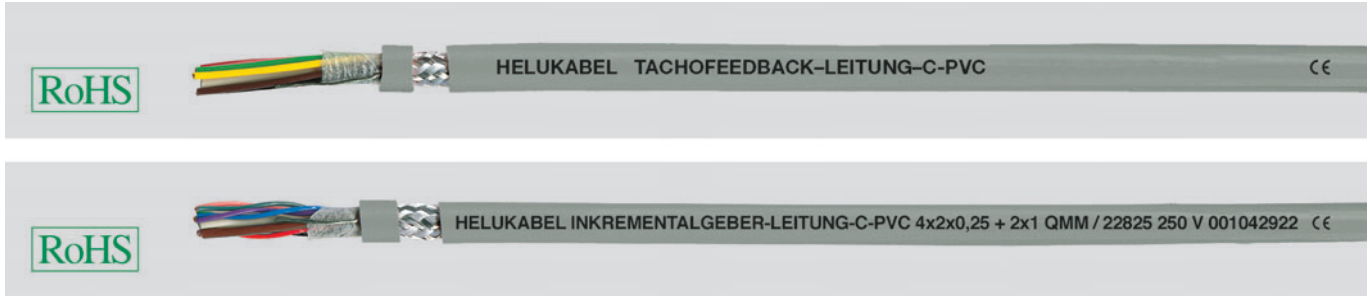 RoHS
HELUKABEL TACHOFEEDBACK–LEITUNG–C-PVC CE
RoHS
HELUKABEL INKREMENTALGEBER-LEITUNG-C-PVC 4x2x0,25 + 2x1 QMM / 22825 250 V 001042922 CE